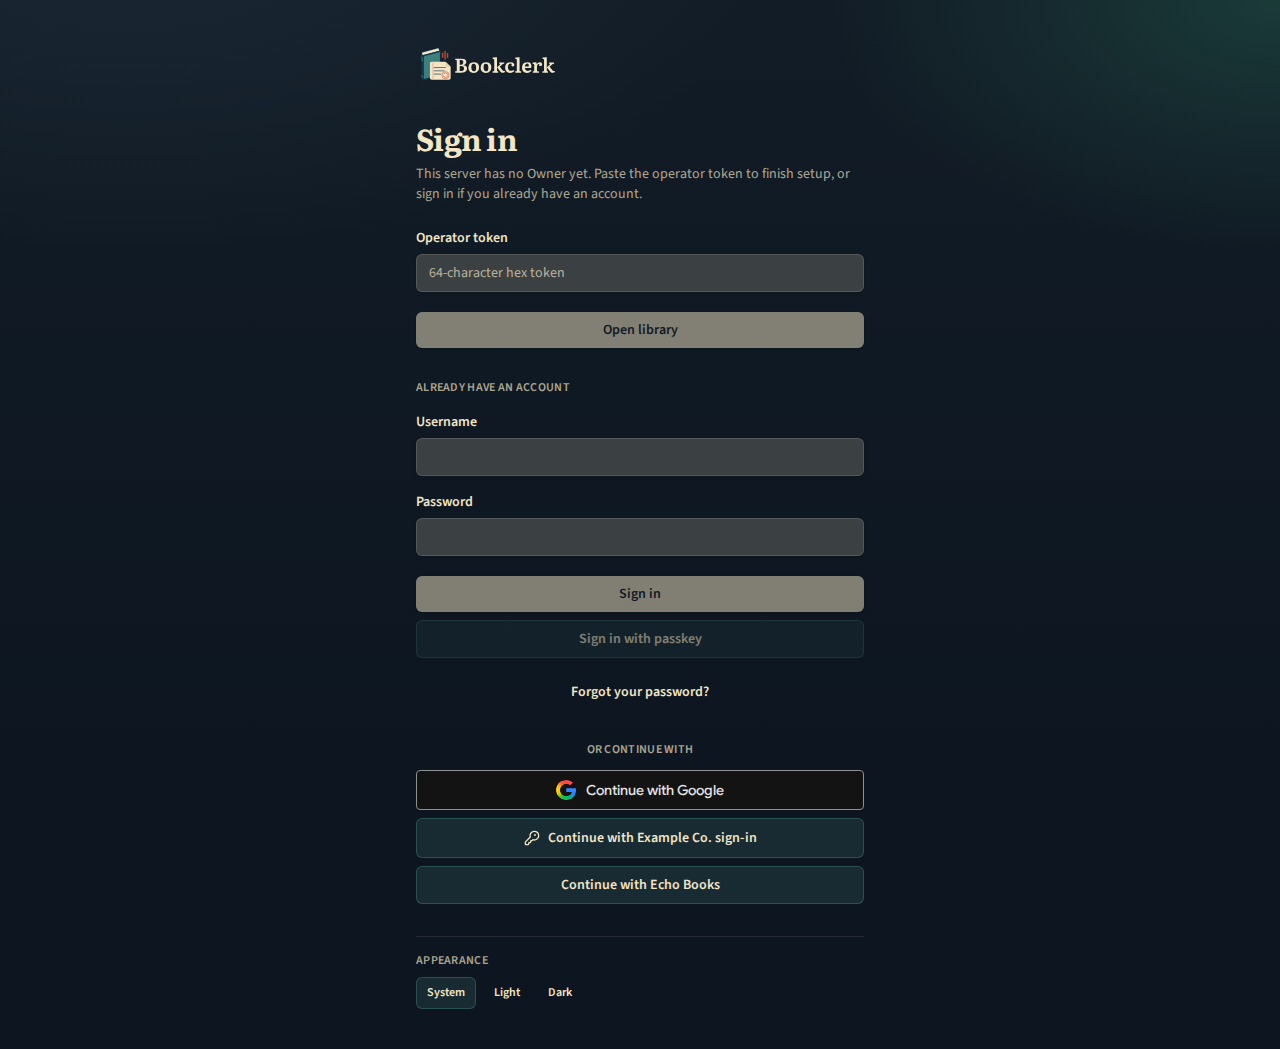 Bookclerk
Sign in
This server has no Owner yet. Paste the operator token to finish setup, or
sign in if you already have an account.
Operator token
64-character hex token
Open library
ALREADY HAVE AN ACCOUNT
Username
Password
Sign in
Sign in with passkey
Forgot your password?
OR CONTINUE WITH
Continue with Google
Continue with Example Co. sign-in
Continue with Echo Books
APPEARANCE
System Light Dark